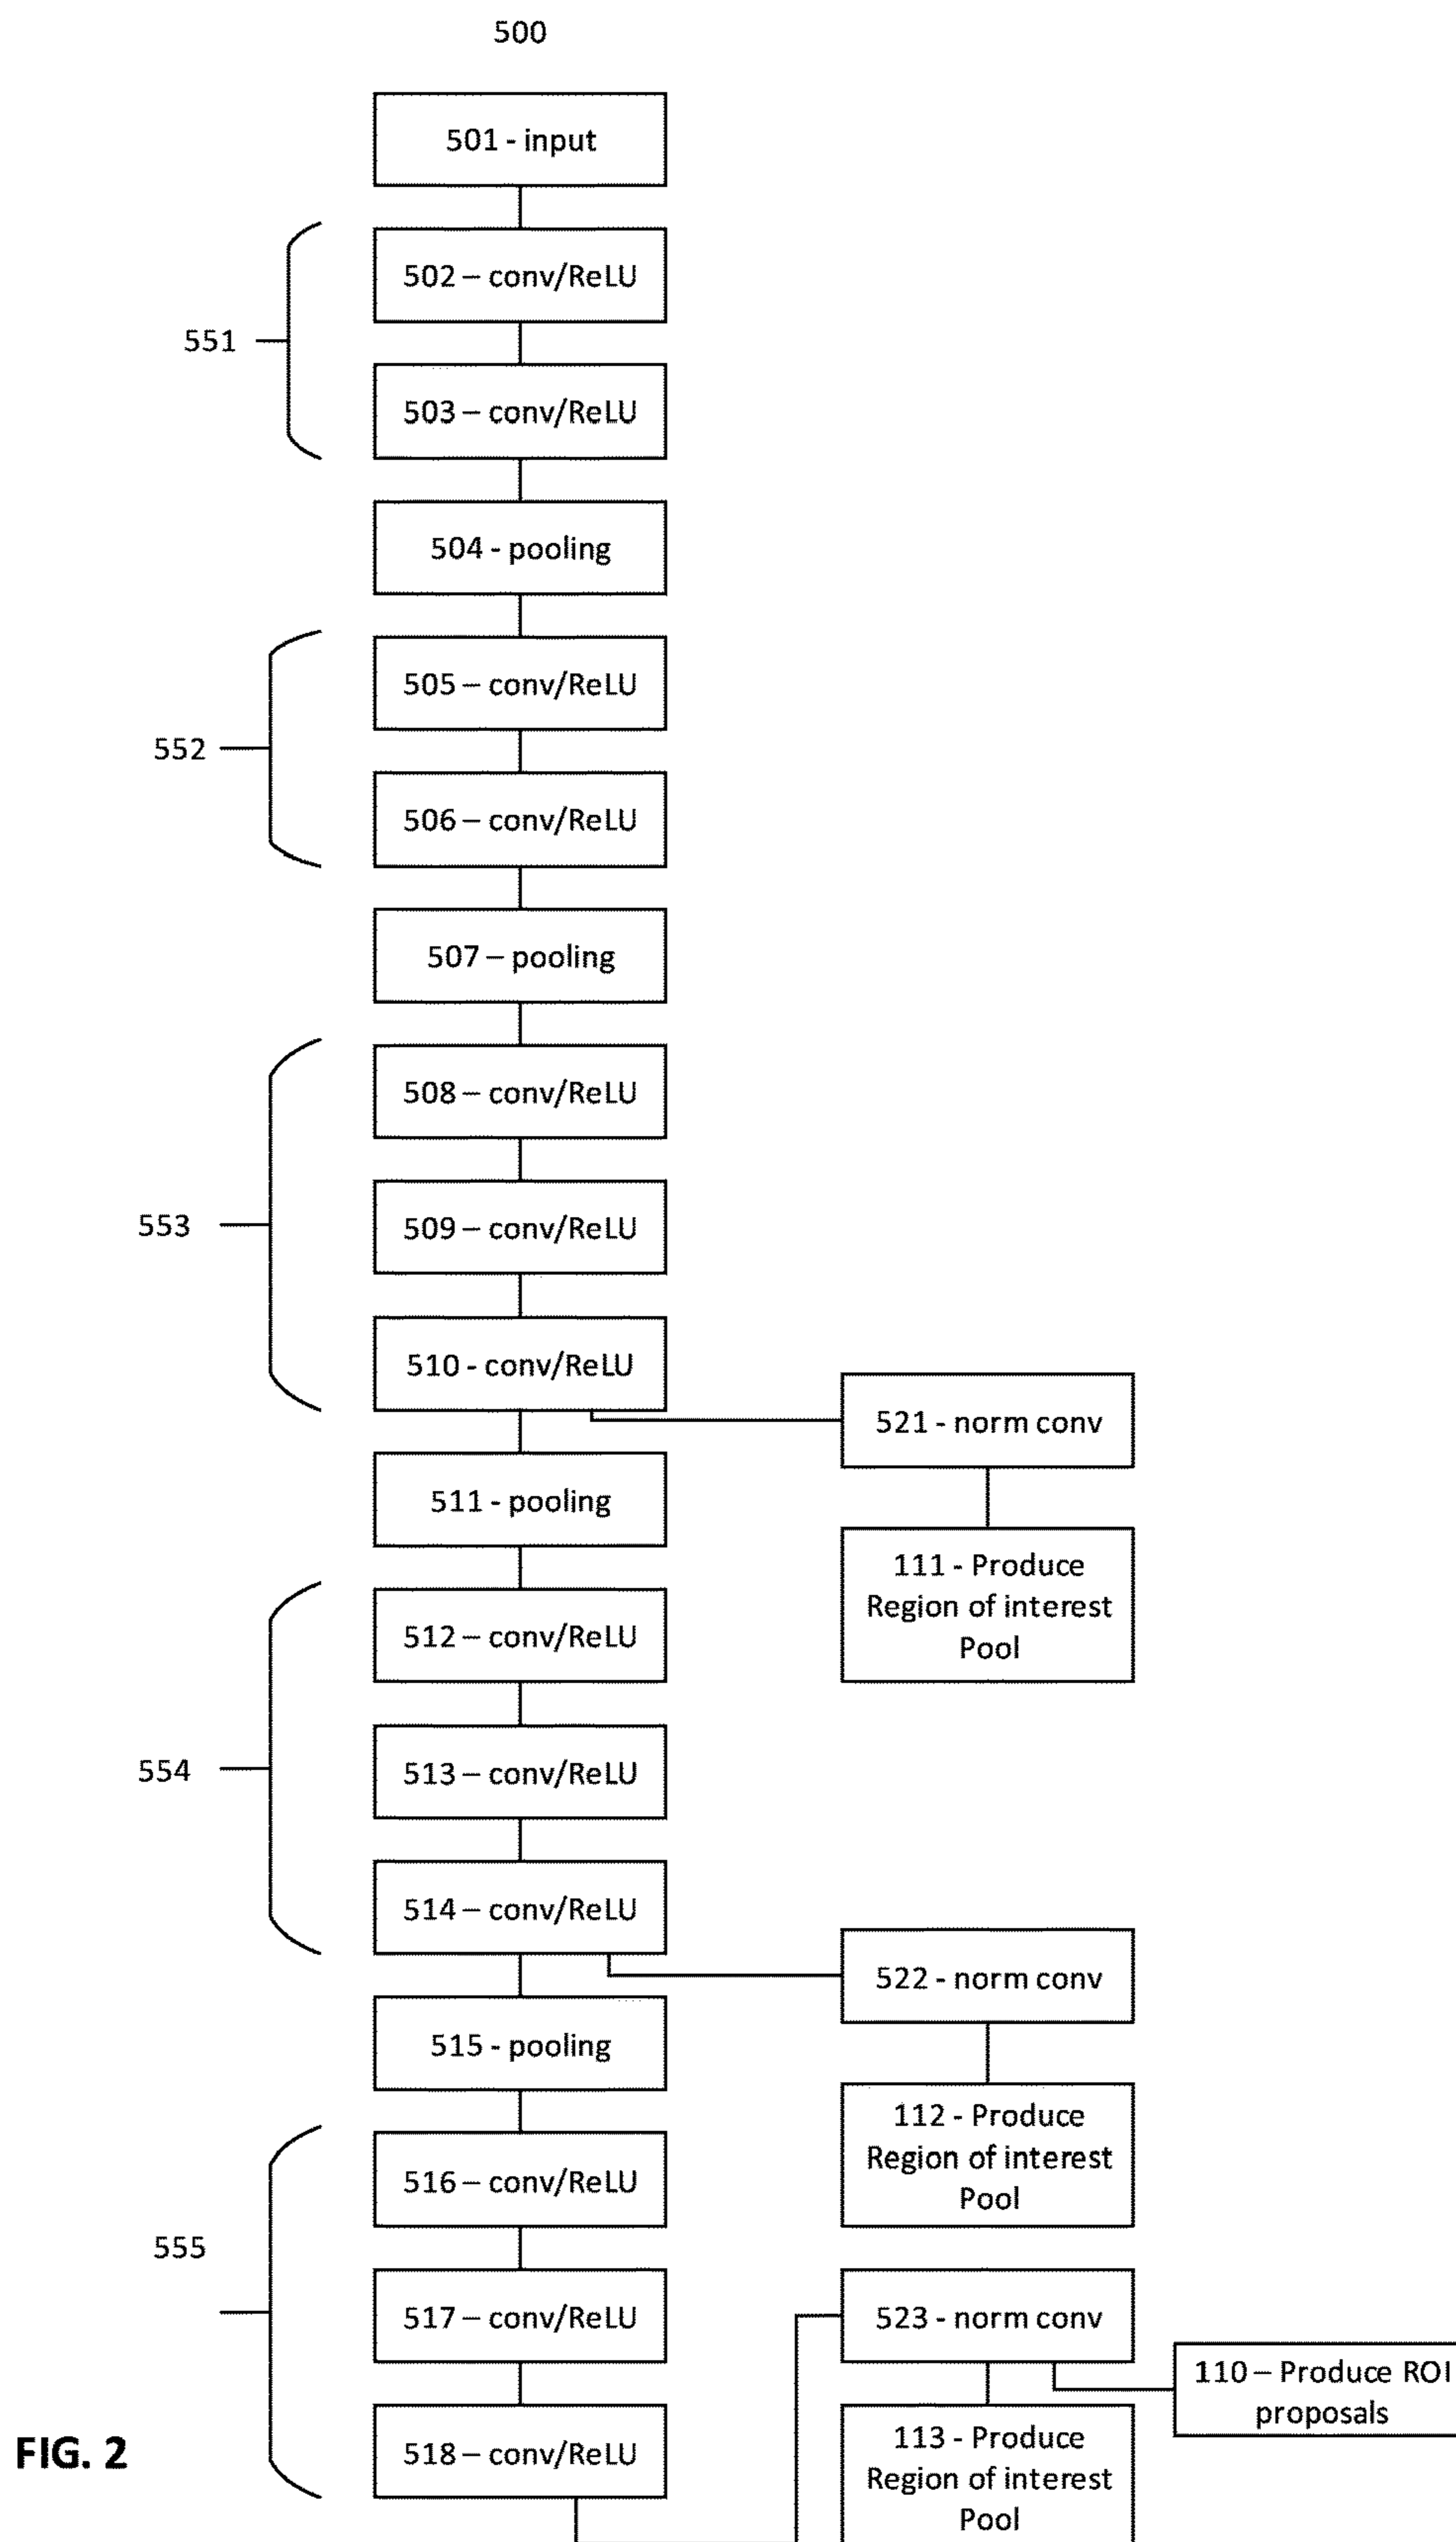 500
501 - input
502 – conv/ReLU
551
503 – conv/ReLU
504 - pooling
505 – conv/ReLU
552
506 – conv/ReLU
507 – pooling
508 – conv/ReLU
553
509 – conv/ReLU
510 - conv/ReLU
521 - norm conv
511 - pooling
111 - Produce
Region of interest
Pool
512 – conv/ReLU
554
513 – conv/ReLU
514 – conv/ReLU
522 - norm conv
515 - pooling
112 - Produce
Region of interest
Pool
516 – conv/ReLU
555
517 – conv/ReLU
523 - norm conv
110 – Produce ROI
proposals
518 – conv/ReLU
113 - Produce
Region of interest
Pool
FIG. 2